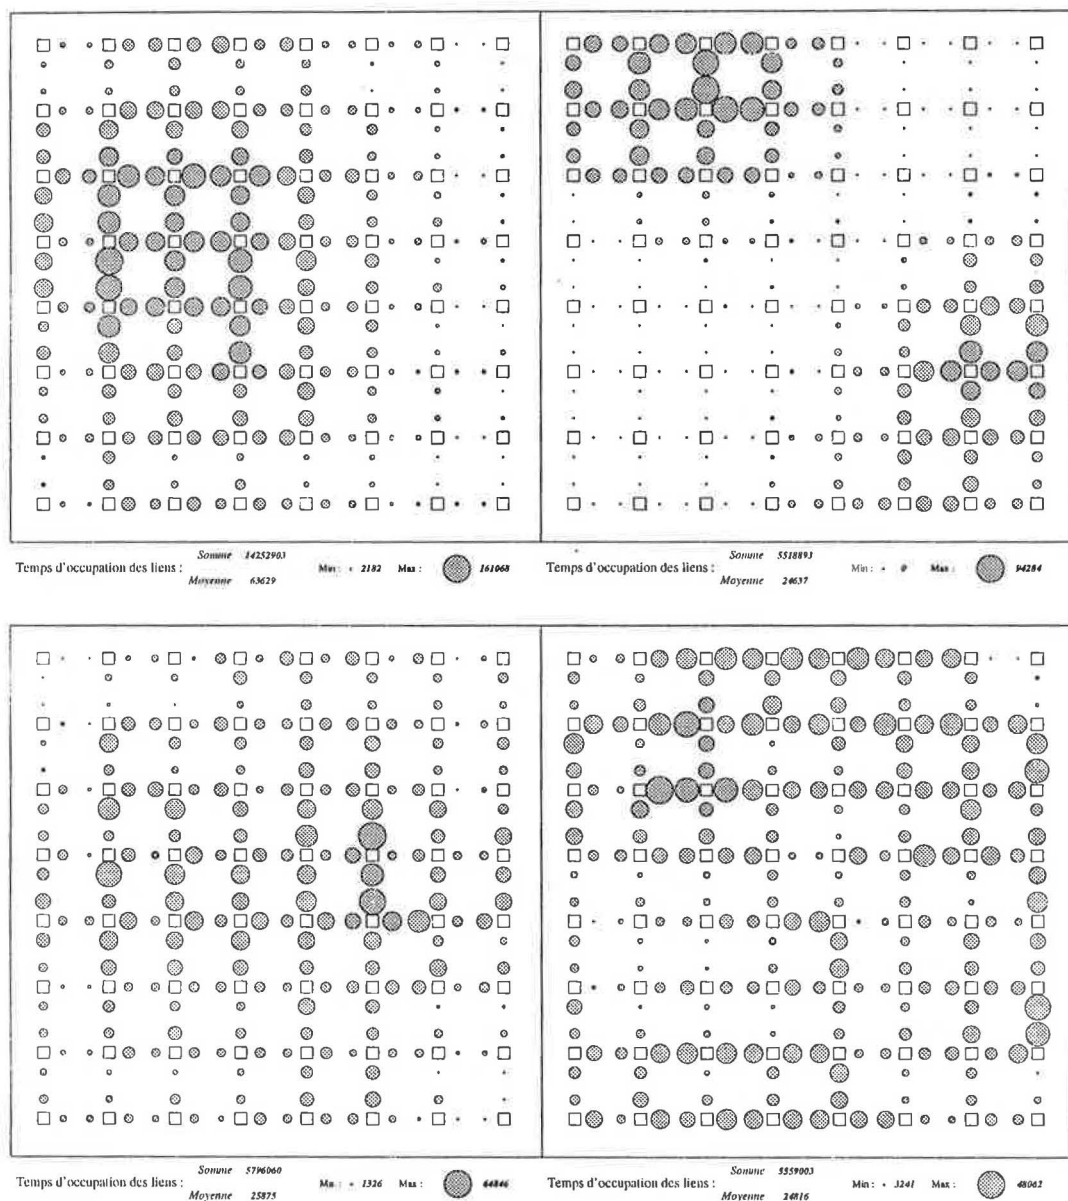 Somme 14252903
Temps d'occupation des liens : Min : 2182 Max : 161068
Moyenne 63629
Somme 5518893
Temps d'occupation des liens : Min : 0 Max : 94284
Moyenne 24637
Somme 5796060
Temps d'occupation des liens : Min : 1326 Max : 64846
Moyenne 25875
Somme 5559003
Temps d'occupation des liens : Min : 3241 Max : 48062
Moyenne 24816